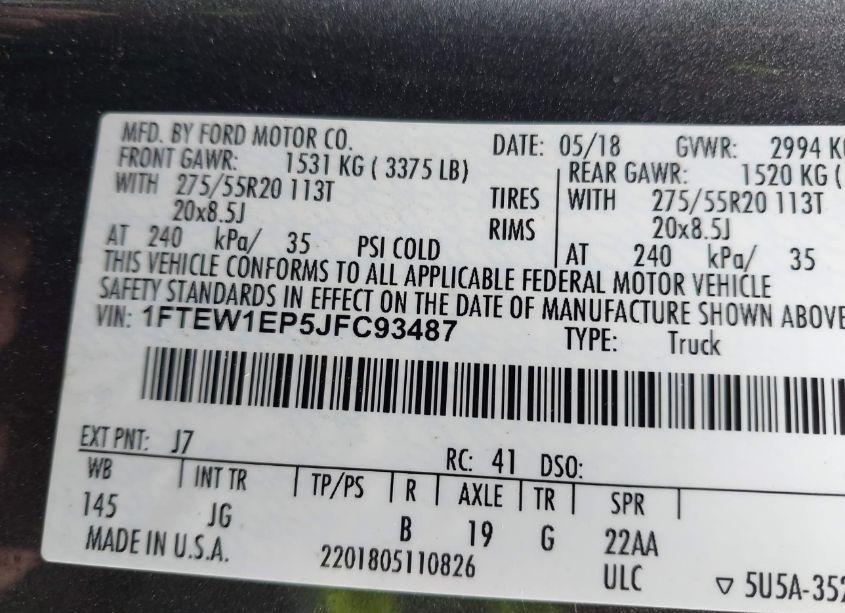 MFD. BY FORD MOTOR CO. DATE: 05/18 GVWR: 2994
FRONT GAWR: 1531 KG ( 3375 LB) REAR GAWR: 1520 KG (
WITH 275/55R20 113T TIRES WITH 275/55R20 113T
20x8.5J RIMS 20x8.5J
AT 240 kPa/ 35 PSI COLD AT 240 kPa/ 35
THIS VEHICLE CONFORMS TO ALL APPLICABLE FEDERAL MOTOR VEHICLE
SAFETY STANDARDS IN EFFECT ON THE DATE OF MANUFACTURE SHOWN ABOVE
VIN: 1FTEW1EP5JFC93487 TYPE: Truck
EXT PNT: J7 RC: 41 DSO:
WB INT TR TP/PS R AXLE TR SPR
145 JG B 19 G 22AA
MADE IN U.S.A. 2201805110826 ULC ▽ 5U5A-352